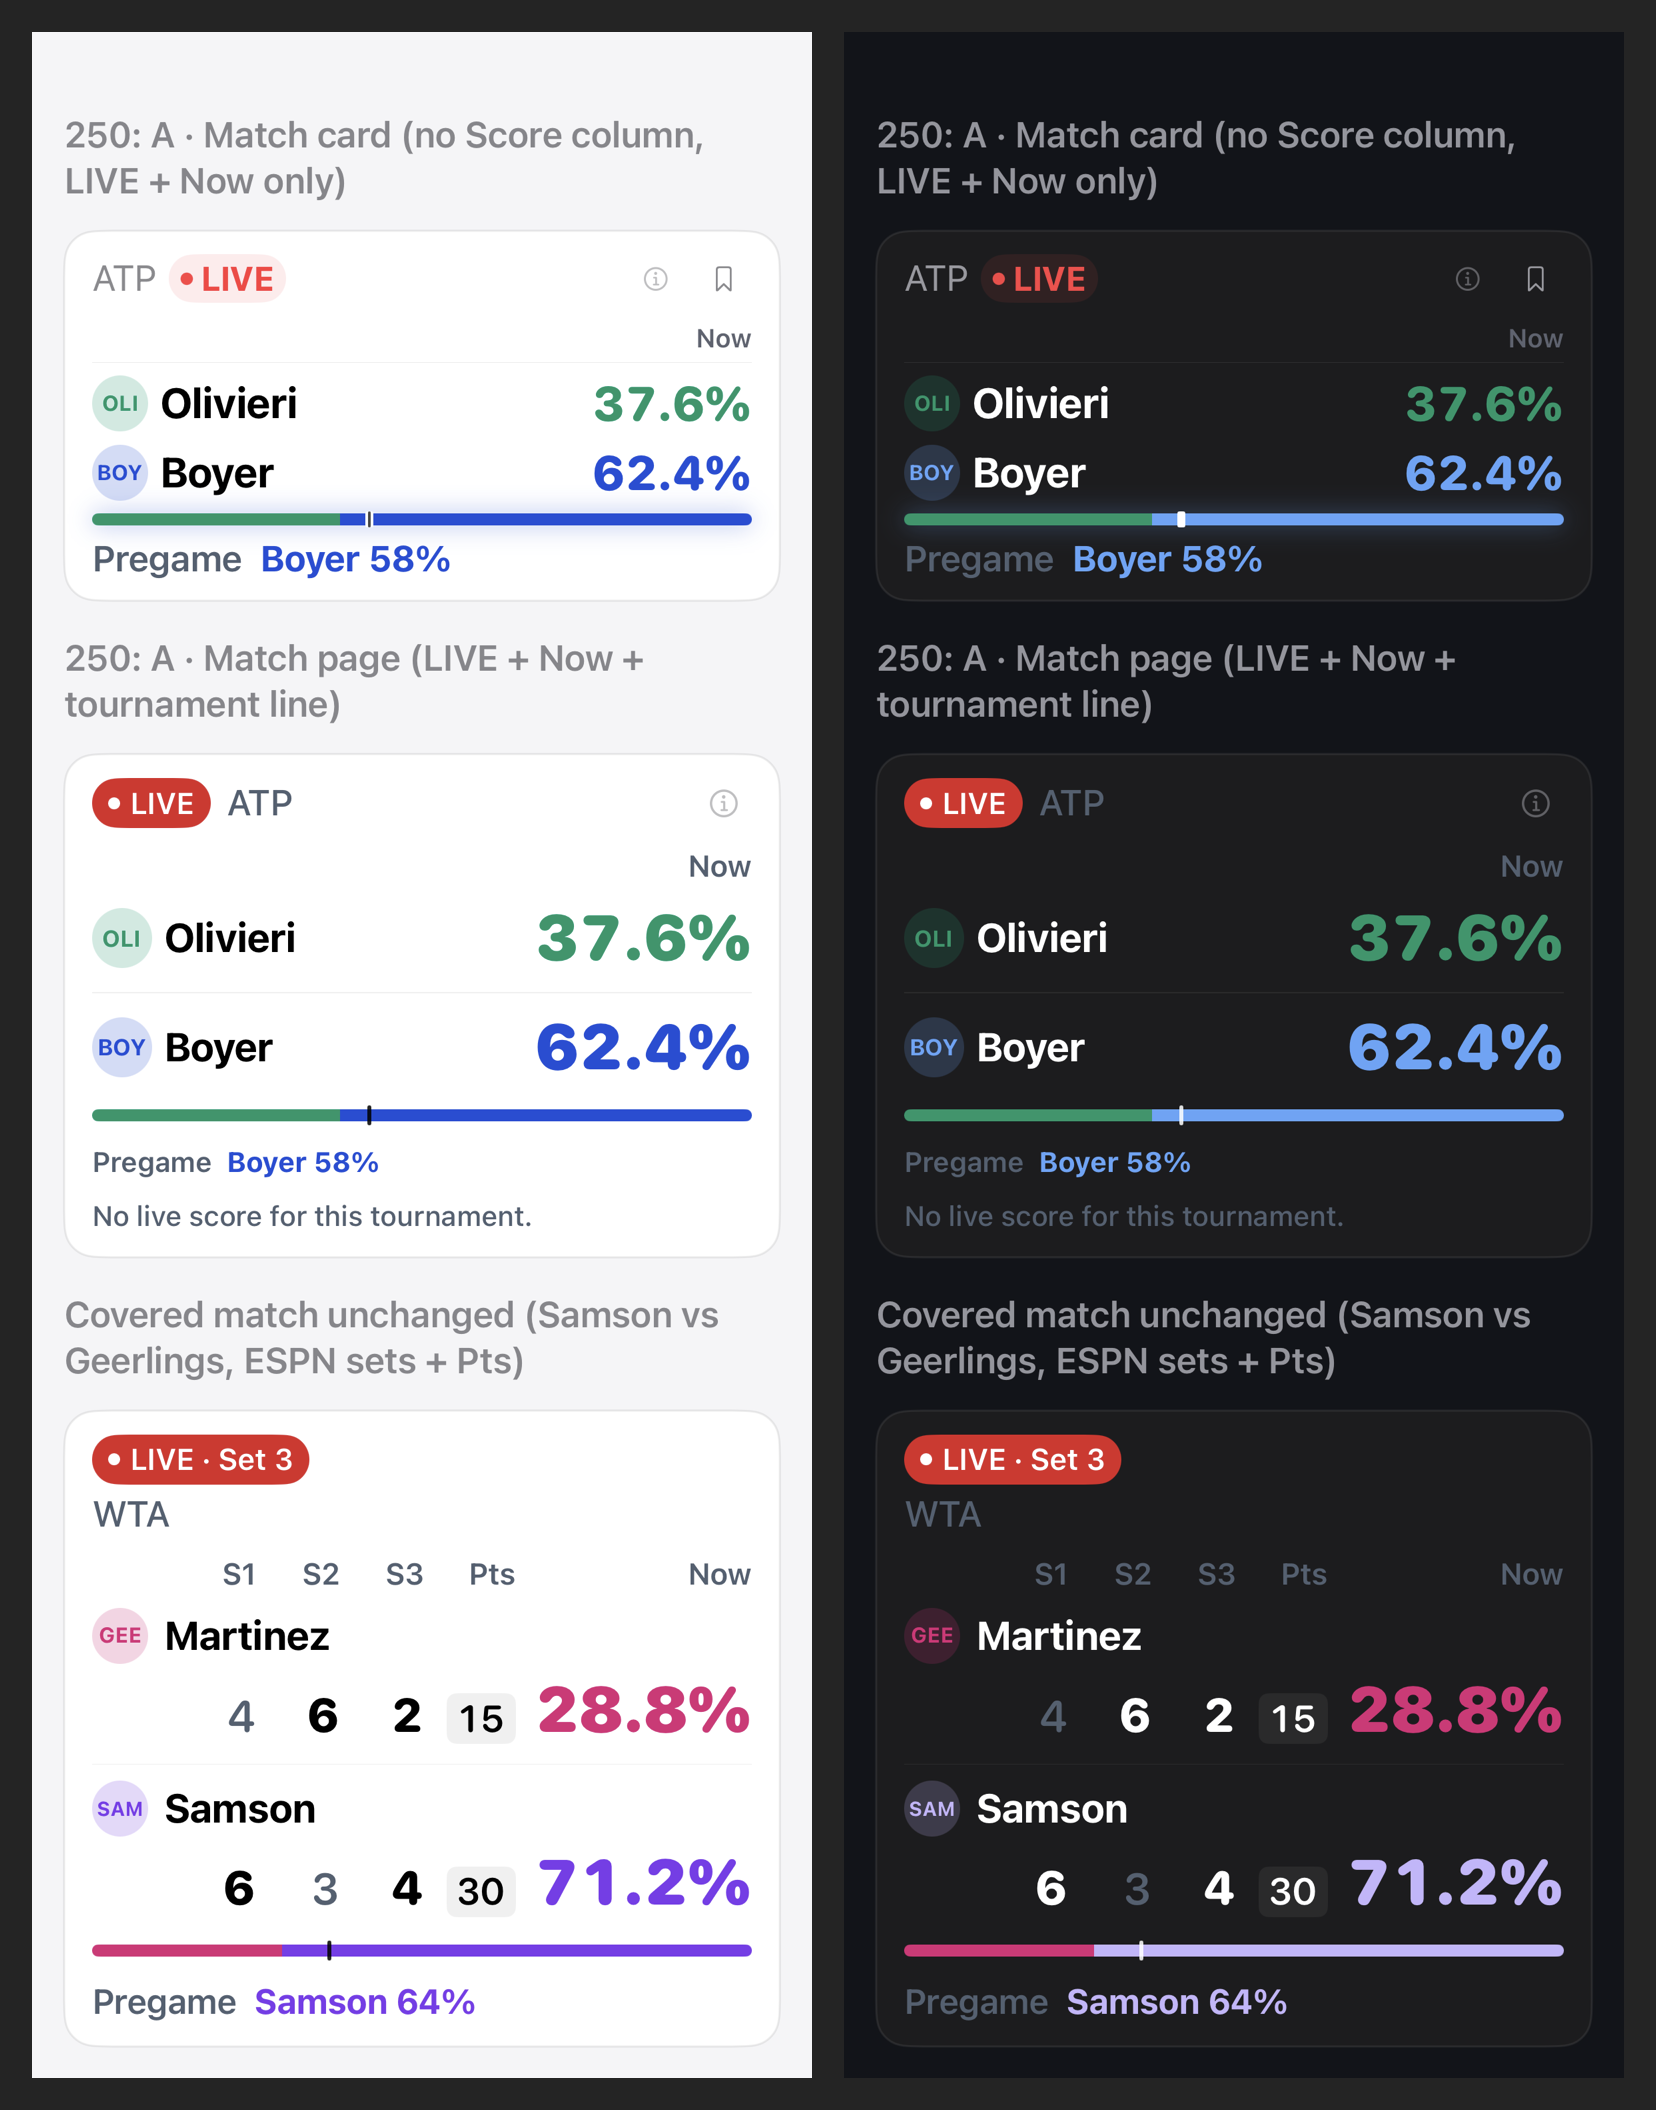 250: A · Match card (no Score column,
LIVE + Now only)
ATP LIVE
Now
OLI Olivieri 37.6%
BOY Boyer 62.4%
Pregame Boyer 58%
250: A · Match page (LIVE + Now +
tournament line)
LIVE ATP
Now
OLI Olivieri 37.6%
BOY Boyer 62.4%
Pregame Boyer 58%
No live score for this tournament.
Covered match unchanged (Samson vs
Geerlings, ESPN sets + Pts)
LIVE · Set 3
WTA
S1 S2 S3 Pts Now
GEE Martinez
4 6 2 15 28.8%
SAM Samson
6 3 4 30 71.2%
Pregame Samson 64%
250: A · Match card (no Score column,
LIVE + Now only)
ATP LIVE
Now
OLI Olivieri 37.6%
BOY Boyer 62.4%
Pregame Boyer 58%
250: A · Match page (LIVE + Now +
tournament line)
LIVE ATP
Now
OLI Olivieri 37.6%
BOY Boyer 62.4%
Pregame Boyer 58%
No live score for this tournament.
Covered match unchanged (Samson vs
Geerlings, ESPN sets + Pts)
LIVE · Set 3
WTA
S1 S2 S3 Pts Now
GEE Martinez
4 6 2 15 28.8%
SAM Samson
6 3 4 30 71.2%
Pregame Samson 64%